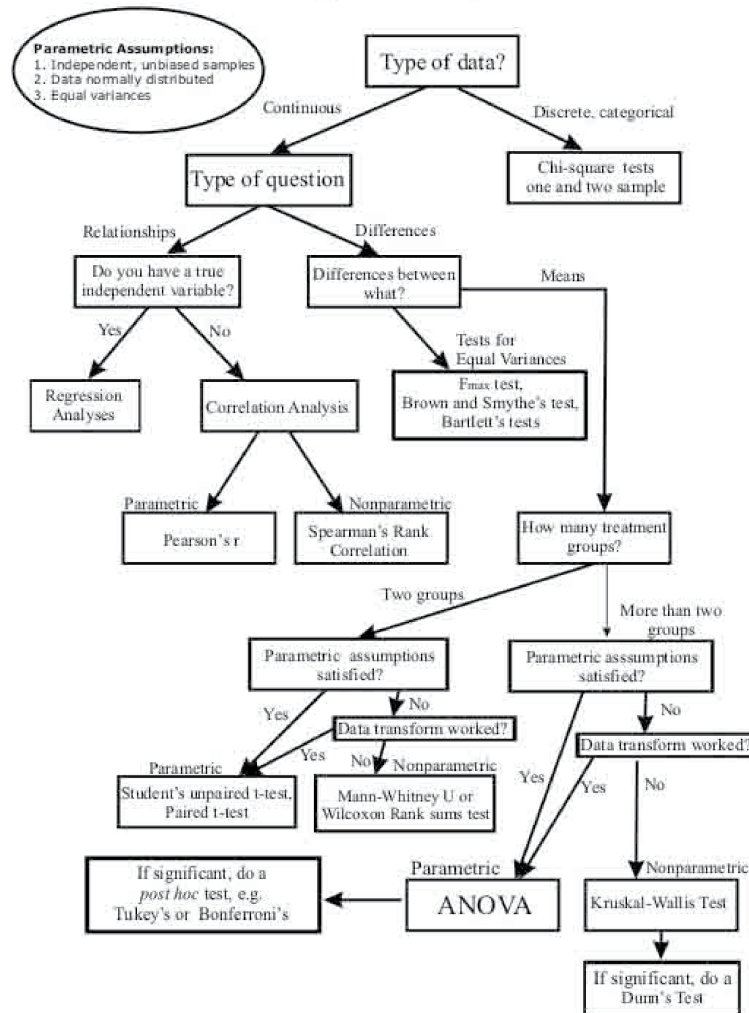 Parametric Assumptions:
1. Independent, unbiased samples
2. Data normally distributed
3. Equal variances
Type of data?
Continuous
Discrete, categorical
Type of question
Chi-square tests
one and two sample
Relationships
Differences
Do you have a true
independent variable?
Differences between
what?
Means
Yes
No
Tests for
Equal Variances
Regression
Analyses
Correlation Analysis
Fmax test,
Brown and Smythe's test,
Bartlett's tests
Parametric
Nonparametric
Pearson's r
Spearman's Rank
Correlation
How many treatment
groups?
Two groups
More than two
groups
Parametric assumptions
satisfied?
Parametric asssumptions
satisfied?
Yes
No
No
Data transform worked?
Data transform worked?
Yes
No
Yes
Yes
No
Parametric
Nonparametric
Student's unpaired t-test,
Paired t-test
Mann-Whitney U or
Wilcoxon Rank sums test
Parametric
Nonparametric
If significant, do a
post hoc test, e.g.
Tukey's or Bonferroni's
ANOVA
Kruskal-Wallis Test
If significant, do a
Dunn's Test